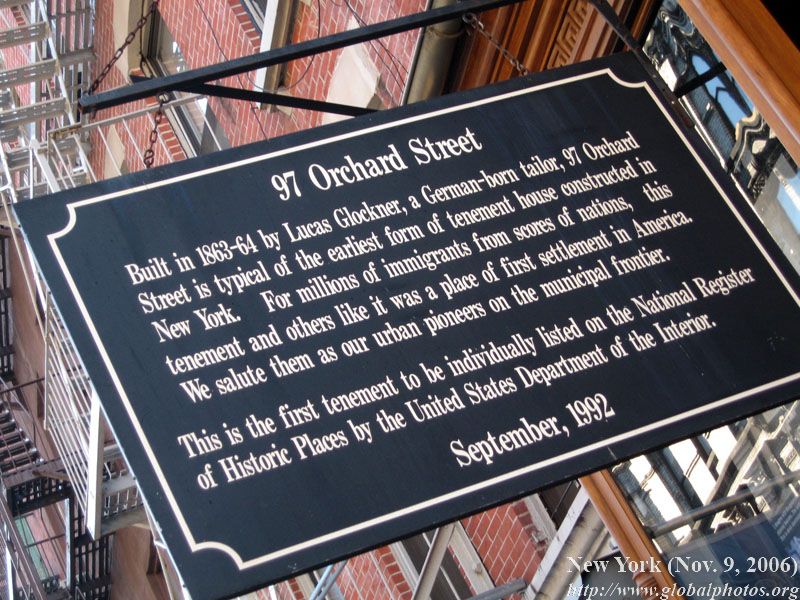 97 Orchard Street
Built in 1863-64 by Lucas Glockner, a German-born tailor, 97 Orchard
Street is typical of the earliest form of tenement house constructed in
New York. For millions of immigrants from scores of nations, this
tenement and others like it was a place of first settlement in America.
We salute them as our urban pioneers on the municipal frontier.
This is the first tenement to be individually listed on the National Register
of Historic Places by the United States Department of the Interior.
September, 1992
New York (Nov. 9, 2006)
http://www.globalphotos.org